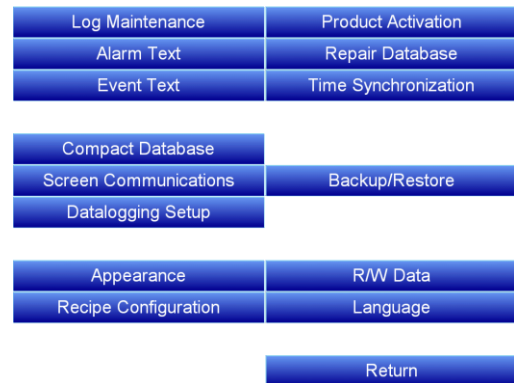 Log Maintenance Product Activation
Alarm Text Repair Database
Event Text Time Synchronization
Compact Database
Screen Communications Backup/Restore
Datalogging Setup
Appearance R/W Data
Recipe Configuration Language
Return